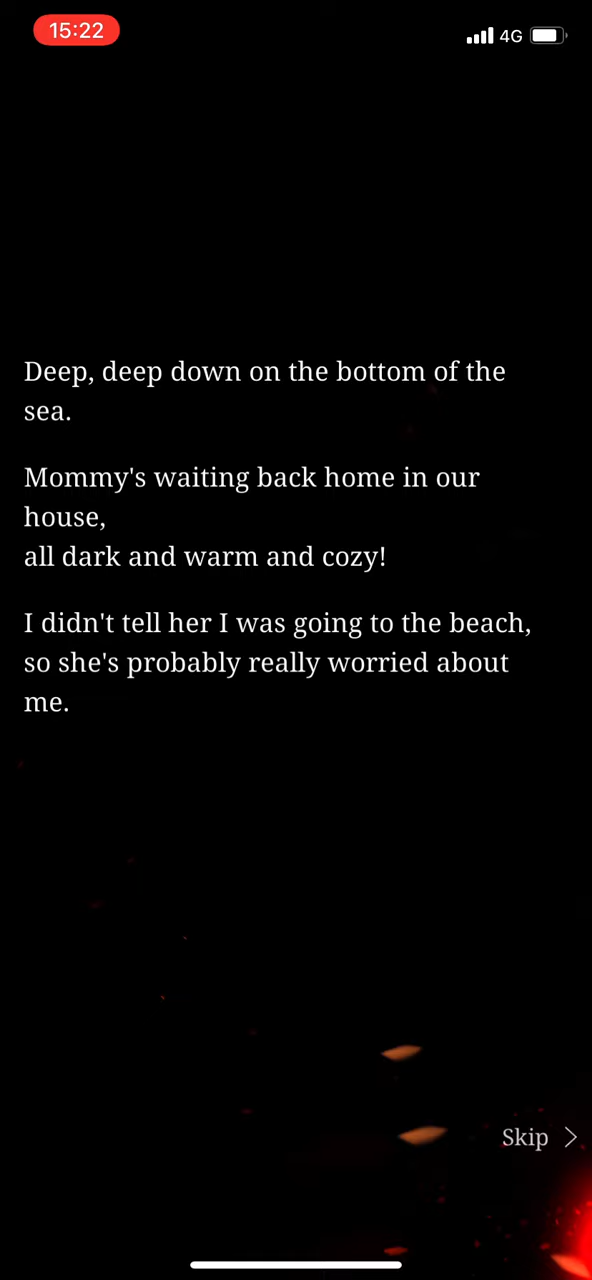 15:22
4G
Deep, deep down on the bottom of the
sea.
Mommy's waiting back home in our
house,
all dark and warm and cozy!
I didn't tell her I was going to the beach,
so she's probably really worried about
me.
Skip